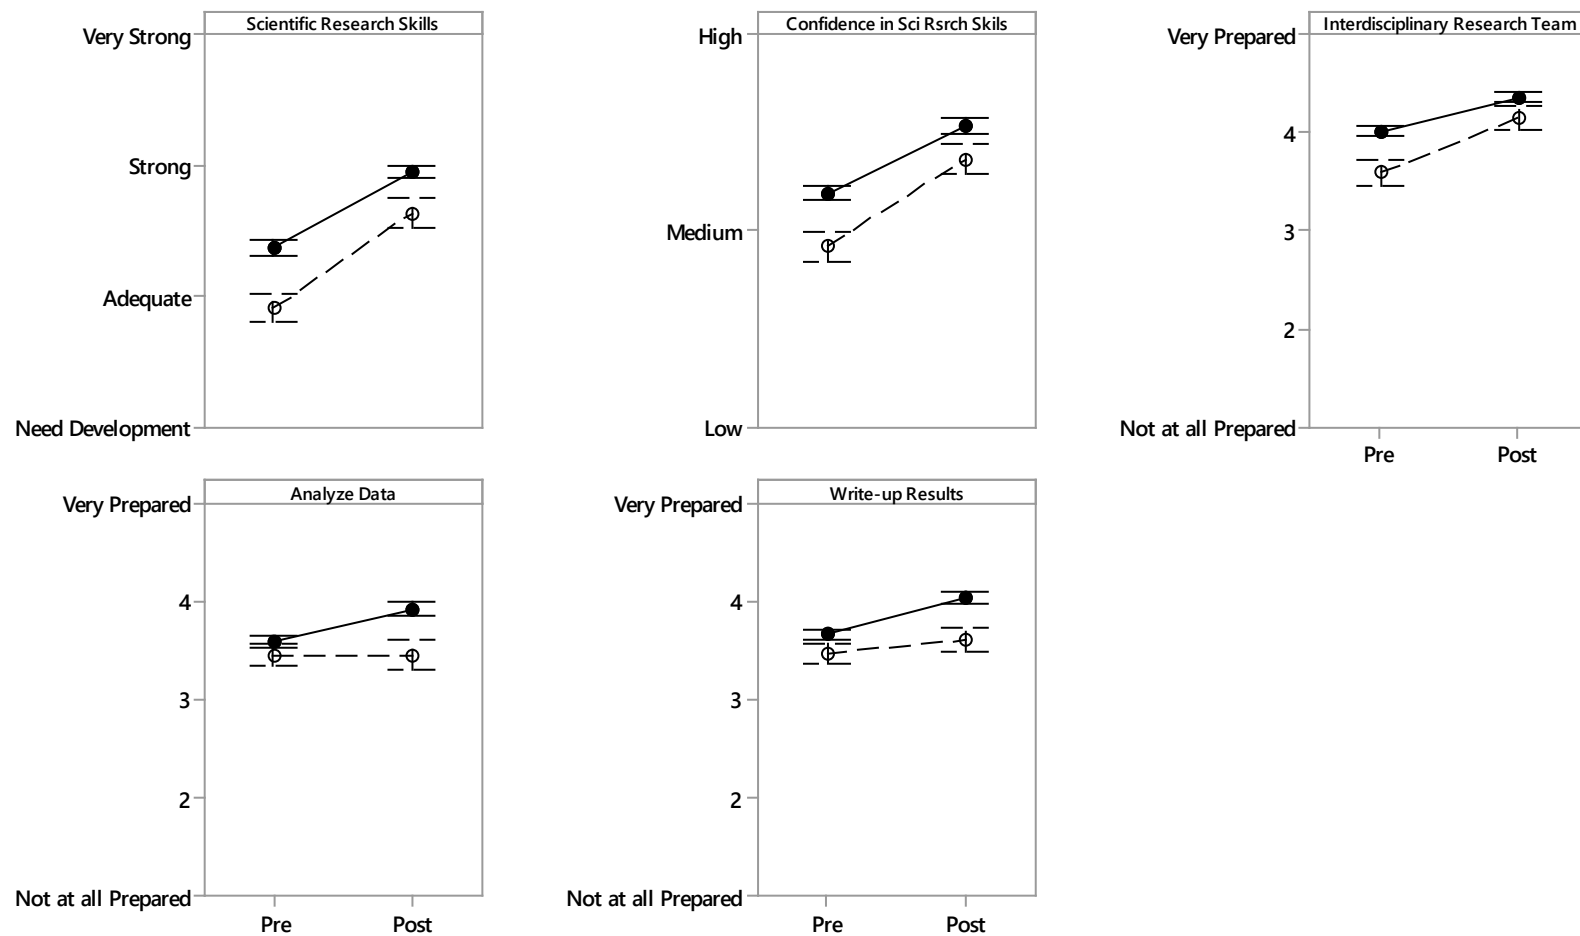 Scientific Research Skills
Very Strong
Strong
Adequate
Need Development
Confidence in Sci Rsrch Skils
High
Medium
Low
Interdisciplinary Research Team
Very Prepared
4
3
2
Not at all Prepared
Pre Post
Analyze Data
Very Prepared
4
3
2
Not at all Prepared
Pre Post
Write-up Results
Very Prepared
4
3
2
Not at all Prepared
Pre Post